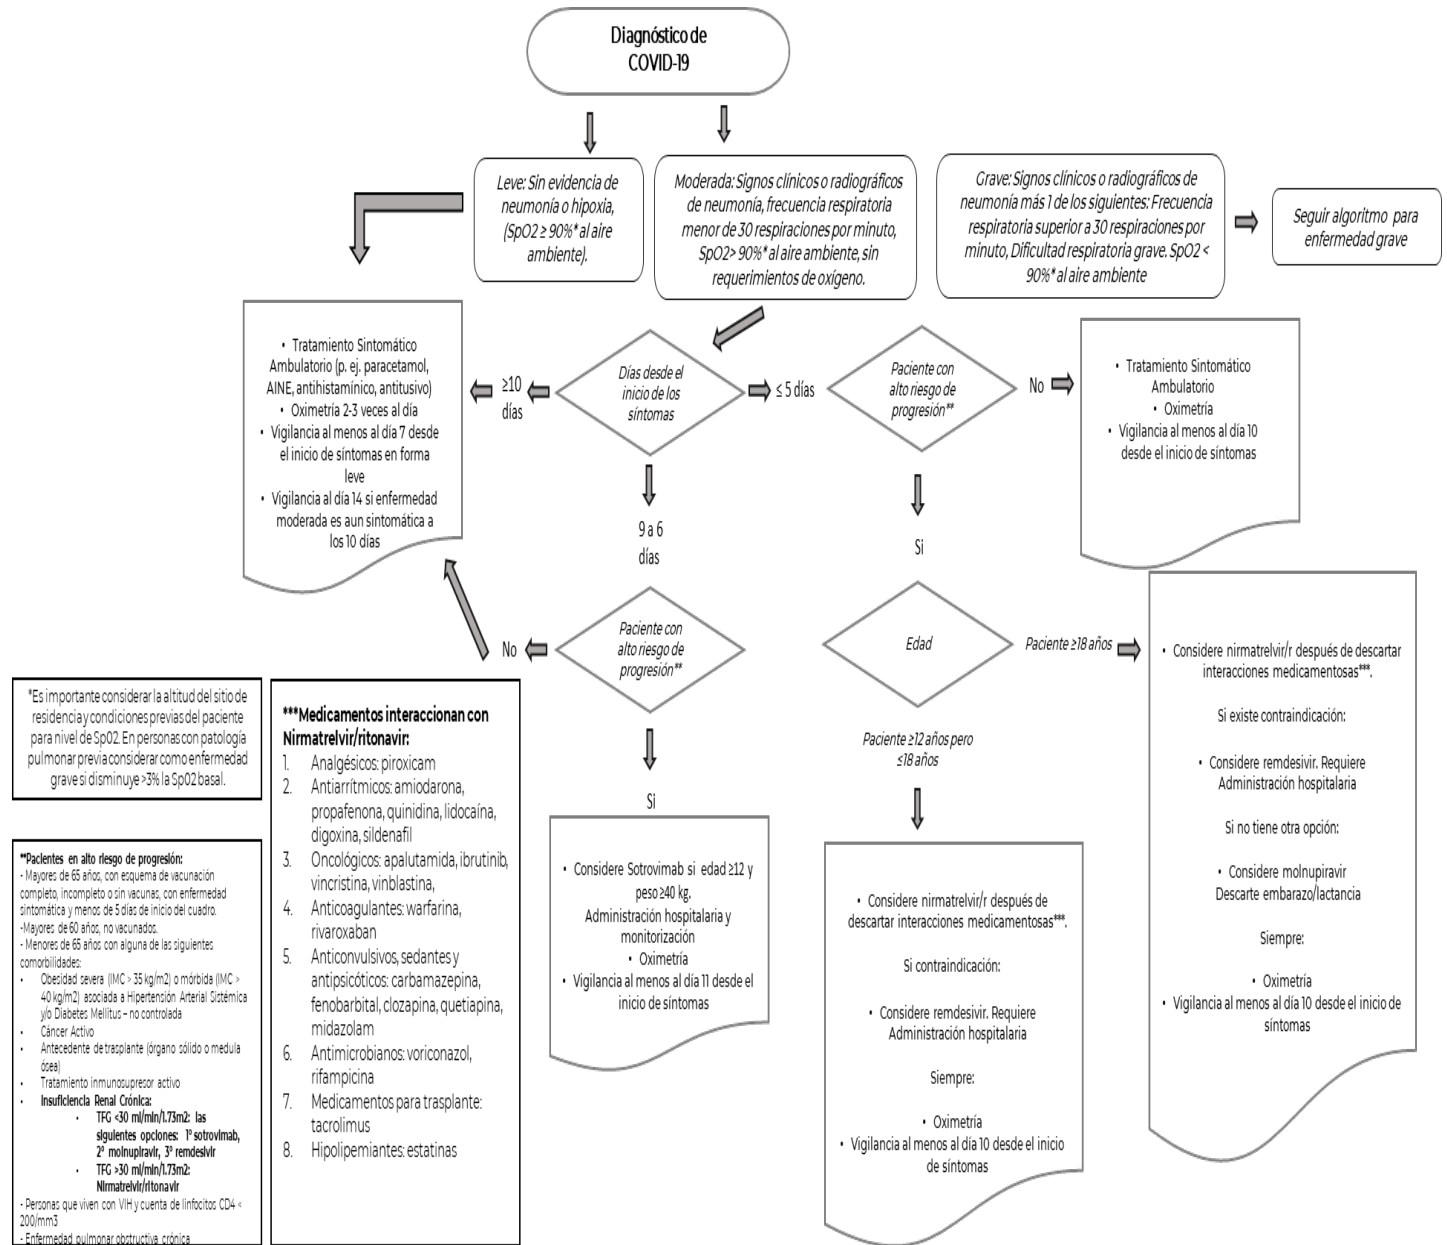 Diagnóstico de
COVID-19
Leve: Sin evidencia de
neumonía o hipoxia,
(SpO2 ≥ 90%* al aire
ambiente).
Moderada: Signos clínicos o radiográficos
de neumonía, frecuencia respiratoria
menor de 30 respiraciones por minuto,
SpO2> 90%* al aire ambiente, sin
requerimientos de oxígeno.
Grave: Signos clínicos o radiográficos de
neumonía más 1 de los siguientes: Frecuencia
respiratoria superior a 30 respiraciones por
minuto, Dificultad respiratoria grave. SpO2 <
90%* al aire ambiente
Seguir algoritmo para
enfermedad grave
• Tratamiento Sintomático
Ambulatorio (p. ej. paracetamol,
AINE, antihistamínico, antitusivo)
• Oximetría 2-3 veces al día
• Vigilancia al menos al día 7 desde
el inicio de síntomas en forma
leve
• Vigilancia al día 14 si enfermedad
moderada es aun sintomática a
los 10 días
≥10
días
Días desde el
inicio de los
síntomas
≤ 5 días
Paciente con
alto riesgo de
progresión**
No
• Tratamiento Sintomático
Ambulatorio
• Oximetría
• Vigilancia al menos al día 10
desde el inicio de síntomas
9 a 6
días
Si
No
Paciente con
alto riesgo de
progresión**
Edad
Paciente ≥18 años
• Considere nirmatrelvir/r después de descartar
interacciones medicamentosas***.
Si existe contraindicación:
• Considere remdesivir. Requiere
Administración hospitalaria
Si no tiene otra opción:
• Considere molnupiravir
Descarte embarazo/lactancia
Siempre:
• Oximetría
• Vigilancia al menos al día 10 desde el inicio de
síntomas
Paciente ≥12 años pero
≤18 años
Si
• Considere Sotrovimab si edad ≥12 y
peso ≥40 kg.
Administración hospitalaria y
monitorización
• Oximetría
• Vigilancia al menos al día 11 desde el
inicio de síntomas
• Considere nirmatrelvir/r después de
descartar interacciones medicamentosas***.
Si contraindicación:
• Considere remdesivir. Requiere
Administración hospitalaria
Siempre:
• Oximetría
• Vigilancia al menos al día 10 desde el inicio
de síntomas
*Es importante considerar la altitud del sitio de
residencia y condiciones previas del paciente
para nivel de Sp02. En personas con patología
pulmonar previa considerar como enfermedad
grave si disminuye >3% la Sp02 basal.
**Pacientes en alto riesgo de progresión:
- Mayores de 65 años, con esquema de vacunación
completo, incompleto o sin vacunas, con enfermedad
sintomática y menos de 5 días de inicio del cuadro.
-Mayores de 60 años, no vacunados.
- Menores de 65 años con alguna de las siguientes
comorbilidades:
• Obesidad severa (IMC > 35 kg/m2) o mórbida (IMC >
40 kg/m2) asociada a Hipertensión Arterial Sistémica
y/o Diabetes Mellitus – no controlada
• Cáncer Activo
• Antecedente de trasplante (órgano sólido o medula
ósea)
• Tratamiento inmunosupresor activo
• Insuficiencia Renal Crónica:
• TFG <30 ml/min/1.73m2: las
siguientes opciones: 1° sotrovimab,
2° molnupiravir, 3° remdesivir
• TFG >30 ml/min/1.73m2:
Nirmatrelvir/ritonavir
- Personas que viven con VIH y cuenta de linfocitos CD4 <
200/mm3
- Enfermedad pulmonar obstructiva crónica
***Medicamentos interaccionan con
Nirmatrelvir/ritonavir:
1. Analgésicos: piroxicam
2. Antiarrítmicos: amiodarona,
propafenona, quinidina, lidocaína,
digoxina, sildenafil
3. Oncológicos: apalutamida, ibrutinib,
vincristina, vinblastina,
4. Anticoagulantes: warfarina,
rivaroxaban
5. Anticonvulsivos, sedantes y
antipsicóticos: carbamazepina,
fenobarbital, clozapina, quetiapina,
midazolam
6. Antimicrobianos: voriconazol,
rifampicina
7. Medicamentos para trasplante:
tacrolimus
8. Hipolipemiantes: estatinas